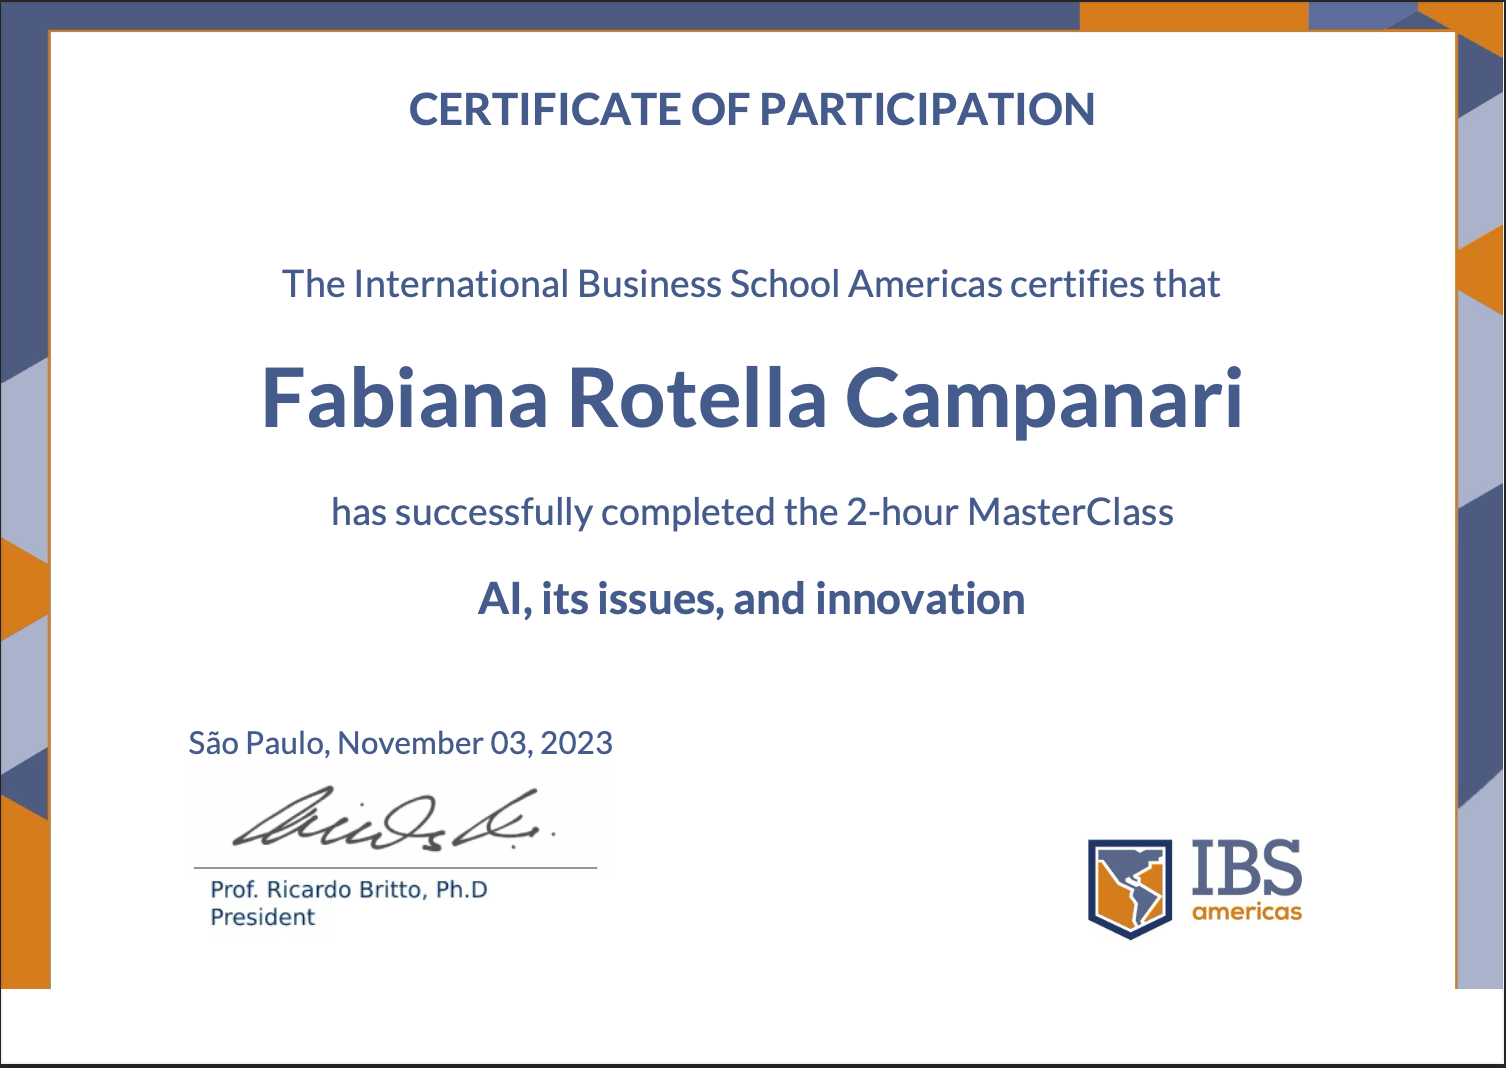 CERTIFICATE OF PARTICIPATION
The International Business School Americas certifies that
Fabiana Rotella Campanari
has successfully completed the 2-hour MasterClass
AI, its issues, and innovation
São Paulo, November 03, 2023
Prof. Ricardo Britto, Ph.D
President
IBS
americas